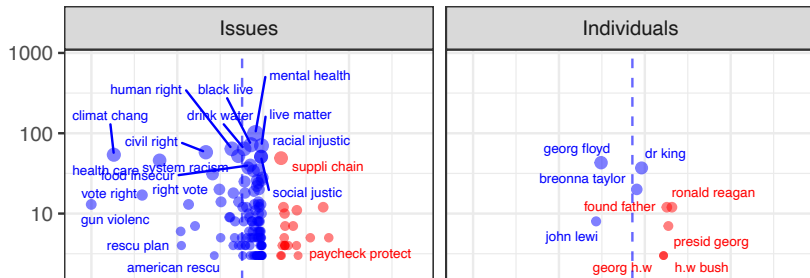 Issues
Individuals
1000
mental health
human right
black live
climat chang
drink water
live matter
100
civil right
racial injustic
georg floyd
dr king
health care
system racism
suppli chain
food insecur
breonna taylor
vote right
right vote
social justic
ronald reagan
found father
10
gun violenc
john lewi
presid georg
rescu plan
paycheck protect
american rescu
georg h.w
h.w bush